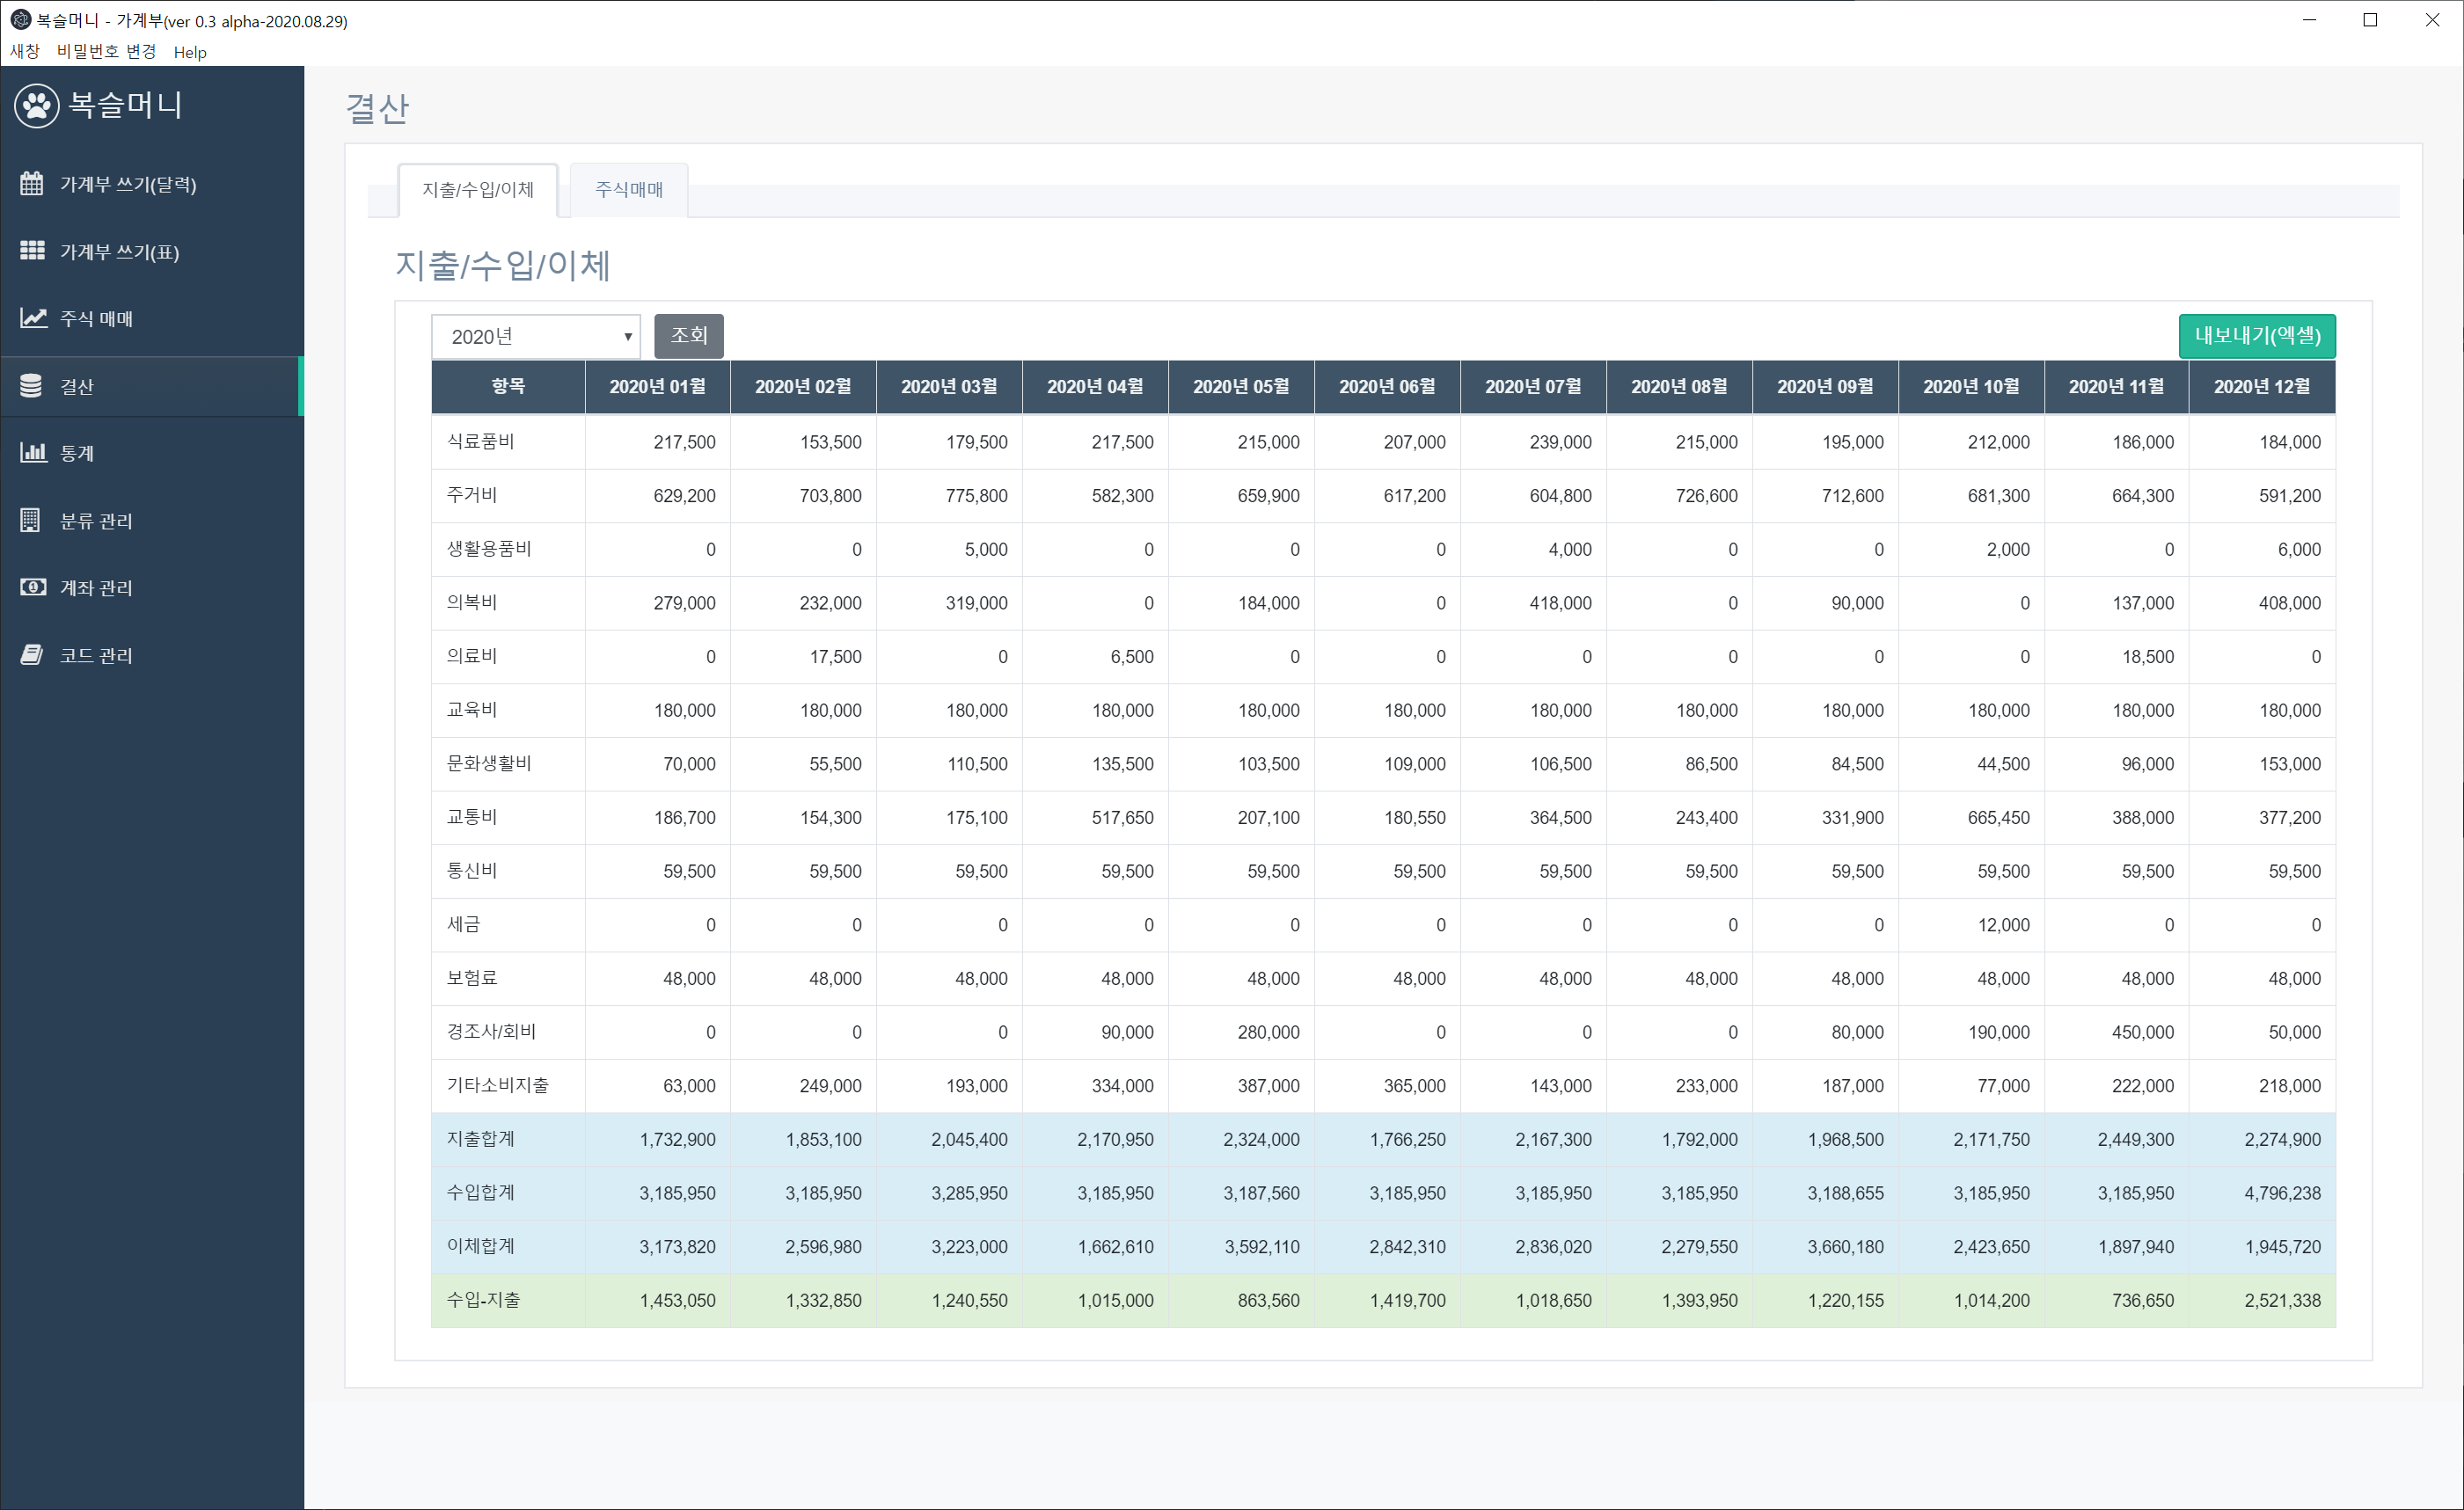 복슬머니 - 가계부(ver 0.3 alpha-2020.08.29)
새창 비밀번호 변경 Help
복슬머니
가계부 쓰기(달력)
가계부 쓰기(표)
주식 매매
결산
통계
분류 관리
계좌 관리
코드 관리
결산
지출/수입/이체 주식매매
지출/수입/이체
2020년 조회 내보내기(엑셀)
항목 2020년 01월 2020년 02월 2020년 03월 2020년 04월 2020년 05월 2020년 06월 2020년 07월 2020년 08월 2020년 09월 2020년 10월 2020년 11월 2020년 12월
식료품비 217,500 153,500 179,500 217,500 215,000 207,000 239,000 215,000 195,000 212,000 186,000 184,000
주거비 629,200 703,800 775,800 582,300 659,900 617,200 604,800 726,600 712,600 681,300 664,300 591,200
생활용품비 0 0 5,000 0 0 0 4,000 0 0 2,000 0 6,000
의복비 279,000 232,000 319,000 0 184,000 0 418,000 0 90,000 0 137,000 408,000
의료비 0 17,500 0 6,500 0 0 0 0 0 0 18,500 0
교육비 180,000 180,000 180,000 180,000 180,000 180,000 180,000 180,000 180,000 180,000 180,000 180,000
문화생활비 70,000 55,500 110,500 135,500 103,500 109,000 106,500 86,500 84,500 44,500 96,000 153,000
교통비 186,700 154,300 175,100 517,650 207,100 180,550 364,500 243,400 331,900 665,450 388,000 377,200
통신비 59,500 59,500 59,500 59,500 59,500 59,500 59,500 59,500 59,500 59,500 59,500 59,500
세금 0 0 0 0 0 0 0 0 0 12,000 0 0
보험료 48,000 48,000 48,000 48,000 48,000 48,000 48,000 48,000 48,000 48,000 48,000 48,000
경조사/회비 0 0 0 90,000 280,000 0 0 0 80,000 190,000 450,000 50,000
기타소비지출 63,000 249,000 193,000 334,000 387,000 365,000 143,000 233,000 187,000 77,000 222,000 218,000
지출합계 1,732,900 1,853,100 2,045,400 2,170,950 2,324,000 1,766,250 2,167,300 1,792,000 1,968,500 2,171,750 2,449,300 2,274,900
수입합계 3,185,950 3,185,950 3,285,950 3,185,950 3,187,560 3,185,950 3,185,950 3,185,950 3,188,655 3,185,950 3,185,950 4,796,238
이체합계 3,173,820 2,596,980 3,223,000 1,662,610 3,592,110 2,842,310 2,836,020 2,279,550 3,660,180 2,423,650 1,897,940 1,945,720
수입-지출 1,453,050 1,332,850 1,240,550 1,015,000 863,560 1,419,700 1,018,650 1,393,950 1,220,155 1,014,200 736,650 2,521,338